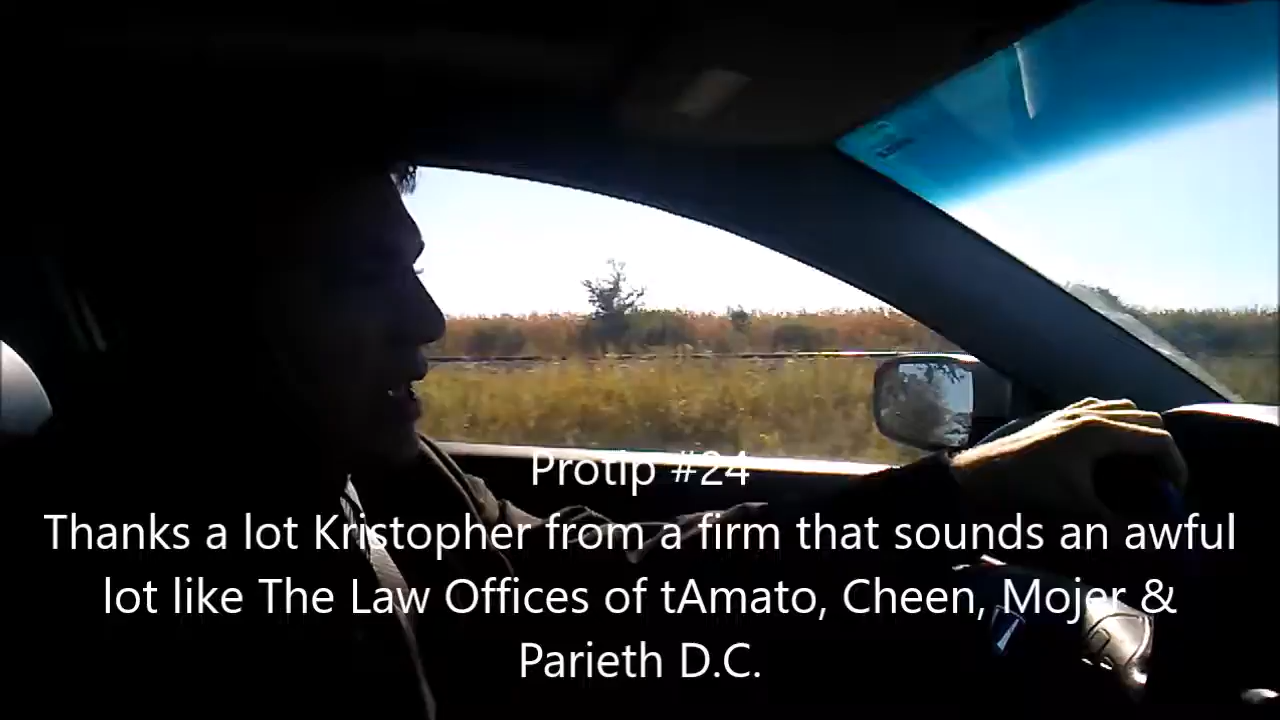 Protip #24
Thanks a lot Kristopher from a firm that sounds an awful
lot like The Law Offices of tAmato, Cheen, Mojer &
Parieth D.C.